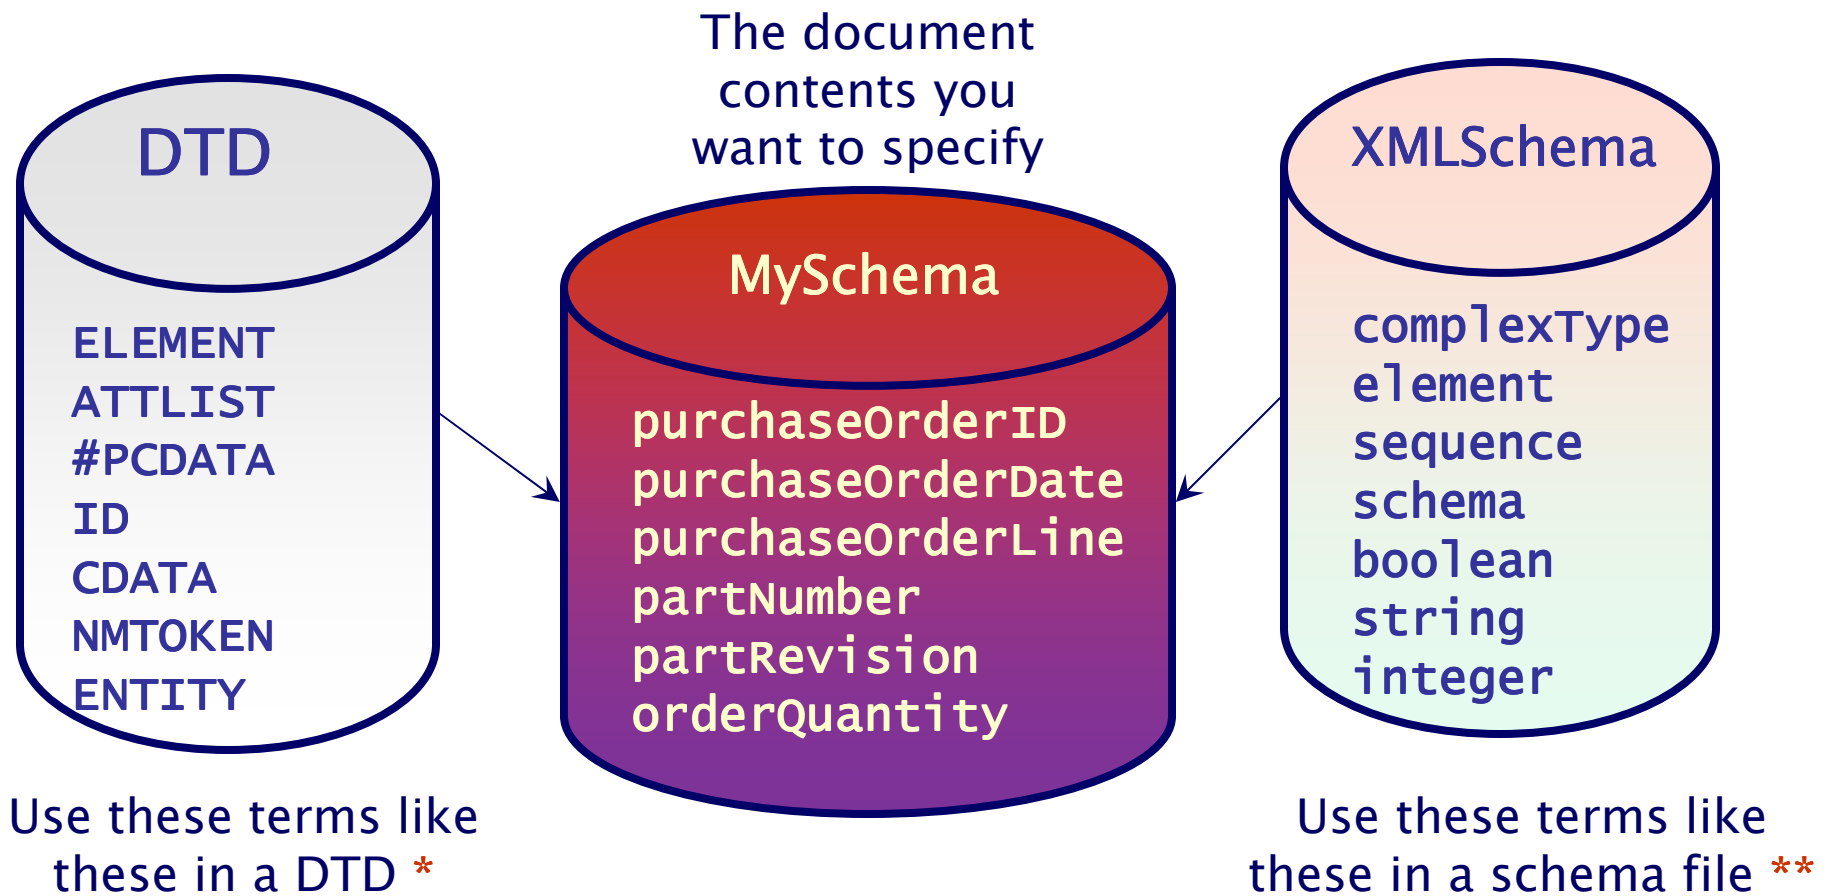 The document
contents you
want to specify
DTD
ELEMENT
ATTLIST
#PCDATA
ID
CDATA
NMTOKEN
ENTITY
Use these terms like
these in a DTD *
MySchema
purchaseOrderID
purchaseOrderDate
purchaseOrderLine
partNumber
partRevision
orderQuantity
XMLSchema
complexType
element
sequence
schema
boolean
string
integer
Use these terms like
these in a schema file **